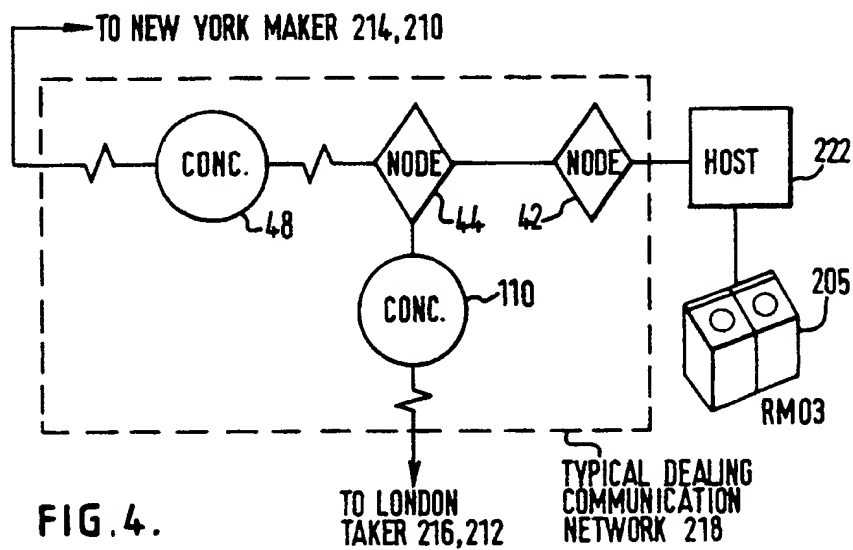 TO NEW YORK MAKER 214,210
CONC.
NODE
NODE
HOST
222
48
44
42
CONC.
110
205
RM03
TYPICAL DEALING
COMMUNICATION
NETWORK 218
TO LONDON
TAKER 216,212
FIG.4.